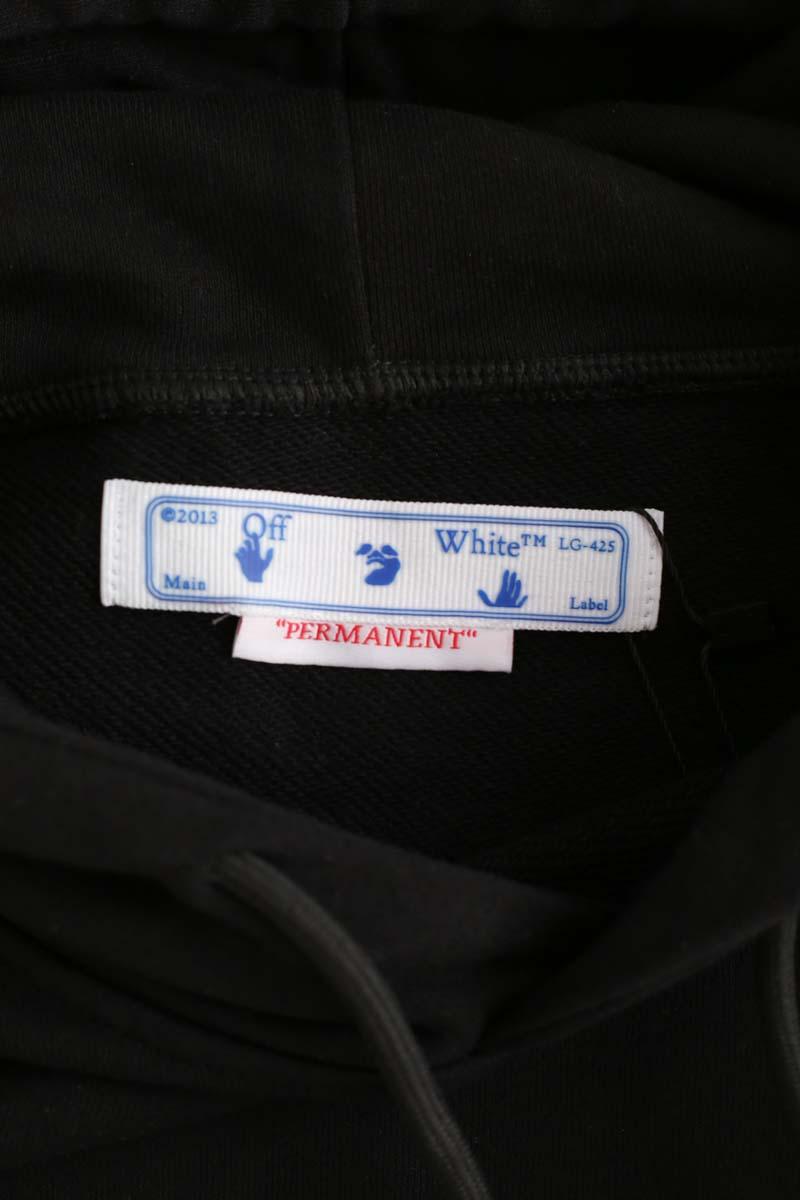 ©2013 Off White™ LG-425
Main Label
"PERMANENT"